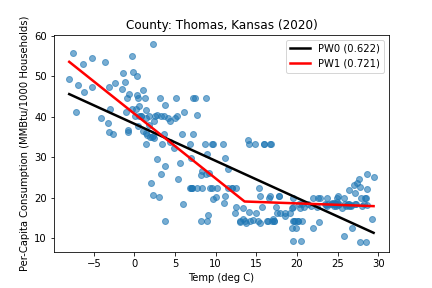 County: Thomas, Kansas (2020)
PW0 (0.622)
PW1 (0.721)
Per-Capita Consumption (MMBtu/1000 Households)
60
50
40
30
20
10
−5 0 5 10 15 20 25 30
Temp (deg C)